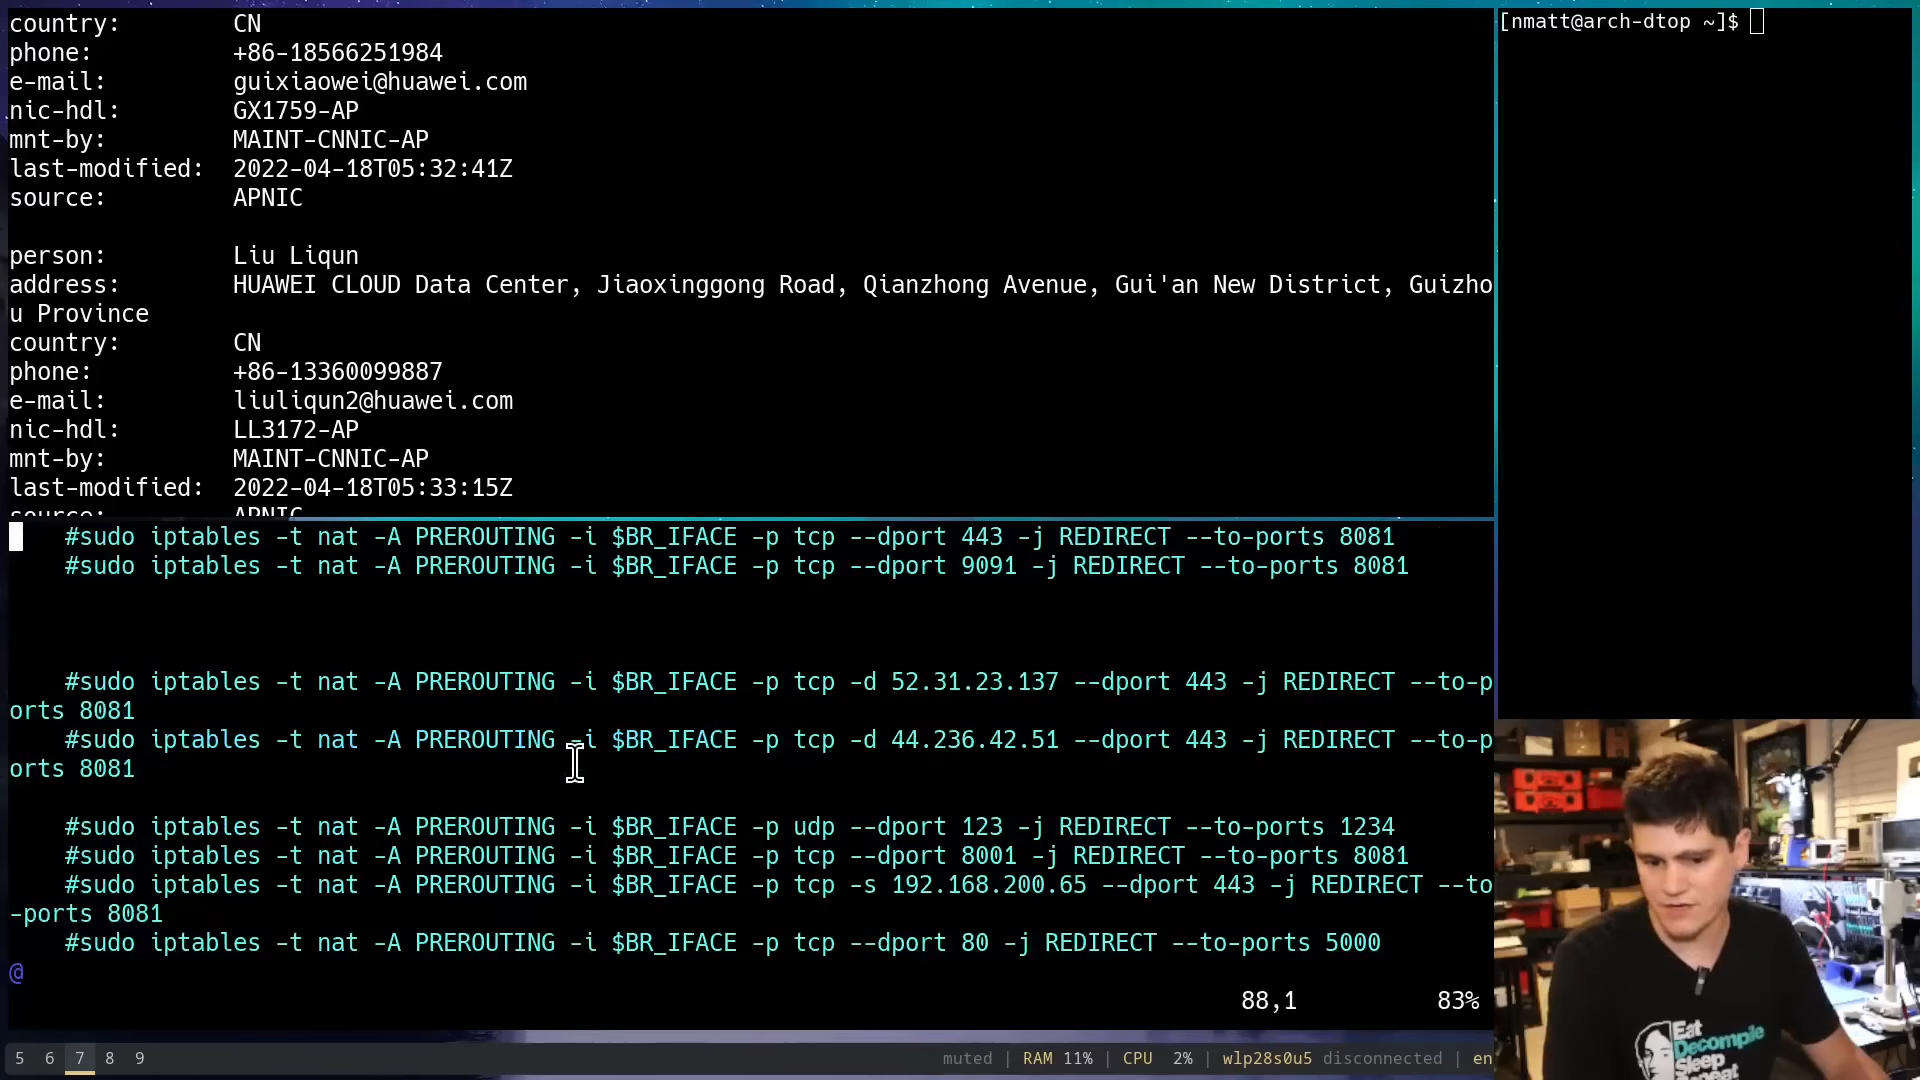 country:        CN
phone:          +86-18566251984
e-mail:         guixiaowei@huawei.com
nic-hdl:        GX1759-AP
mnt-by:         MAINT-CNNIC-AP
last-modified:  2022-04-18T05:32:41Z
source:         APNIC
person:         Liu Liqun
address:        HUAWEI CLOUD Data Center, Jiaoxinggong Road, Qianzhong Avenue, Gui'an New District, Guizho
u Province
country:        CN
phone:          +86-13360099887
e-mail:         liuliqun2@huawei.com
nic-hdl:        LL3172-AP
mnt-by:         MAINT-CNNIC-AP
last-modified:  2022-04-18T05:33:15Z
source:         APNIC
#sudo iptables -t nat -A PREROUTING -i $BR_IFACE -p tcp --dport 443 -j REDIRECT --to-ports 8081
#sudo iptables -t nat -A PREROUTING -i $BR_IFACE -p tcp --dport 9091 -j REDIRECT --to-ports 8081
#sudo iptables -t nat -A PREROUTING -i $BR_IFACE -p tcp -d 52.31.23.137 --dport 443 -j REDIRECT --to-p
orts 8081
#sudo iptables -t nat -A PREROUTING -i $BR_IFACE -p tcp -d 44.236.42.51 --dport 443 -j REDIRECT --to-p
orts 8081
#sudo iptables -t nat -A PREROUTING -i $BR_IFACE -p udp --dport 123 -j REDIRECT --to-ports 1234
#sudo iptables -t nat -A PREROUTING -i $BR_IFACE -p tcp --dport 8001 -j REDIRECT --to-ports 8081
#sudo iptables -t nat -A PREROUTING -i $BR_IFACE -p tcp -s 192.168.200.65 --dport 443 -j REDIRECT --to
-ports 8081
#sudo iptables -t nat -A PREROUTING -i $BR_IFACE -p tcp --dport 80 -j REDIRECT --to-ports 5000
@
88,1 83%
5 6 7 8 9 muted | RAM 11% | CPU 2% | wlp28s0u5 disconnected | en
[nmatt@arch-dtop ~]$
Eat
Decompile
Sleep
Repeat